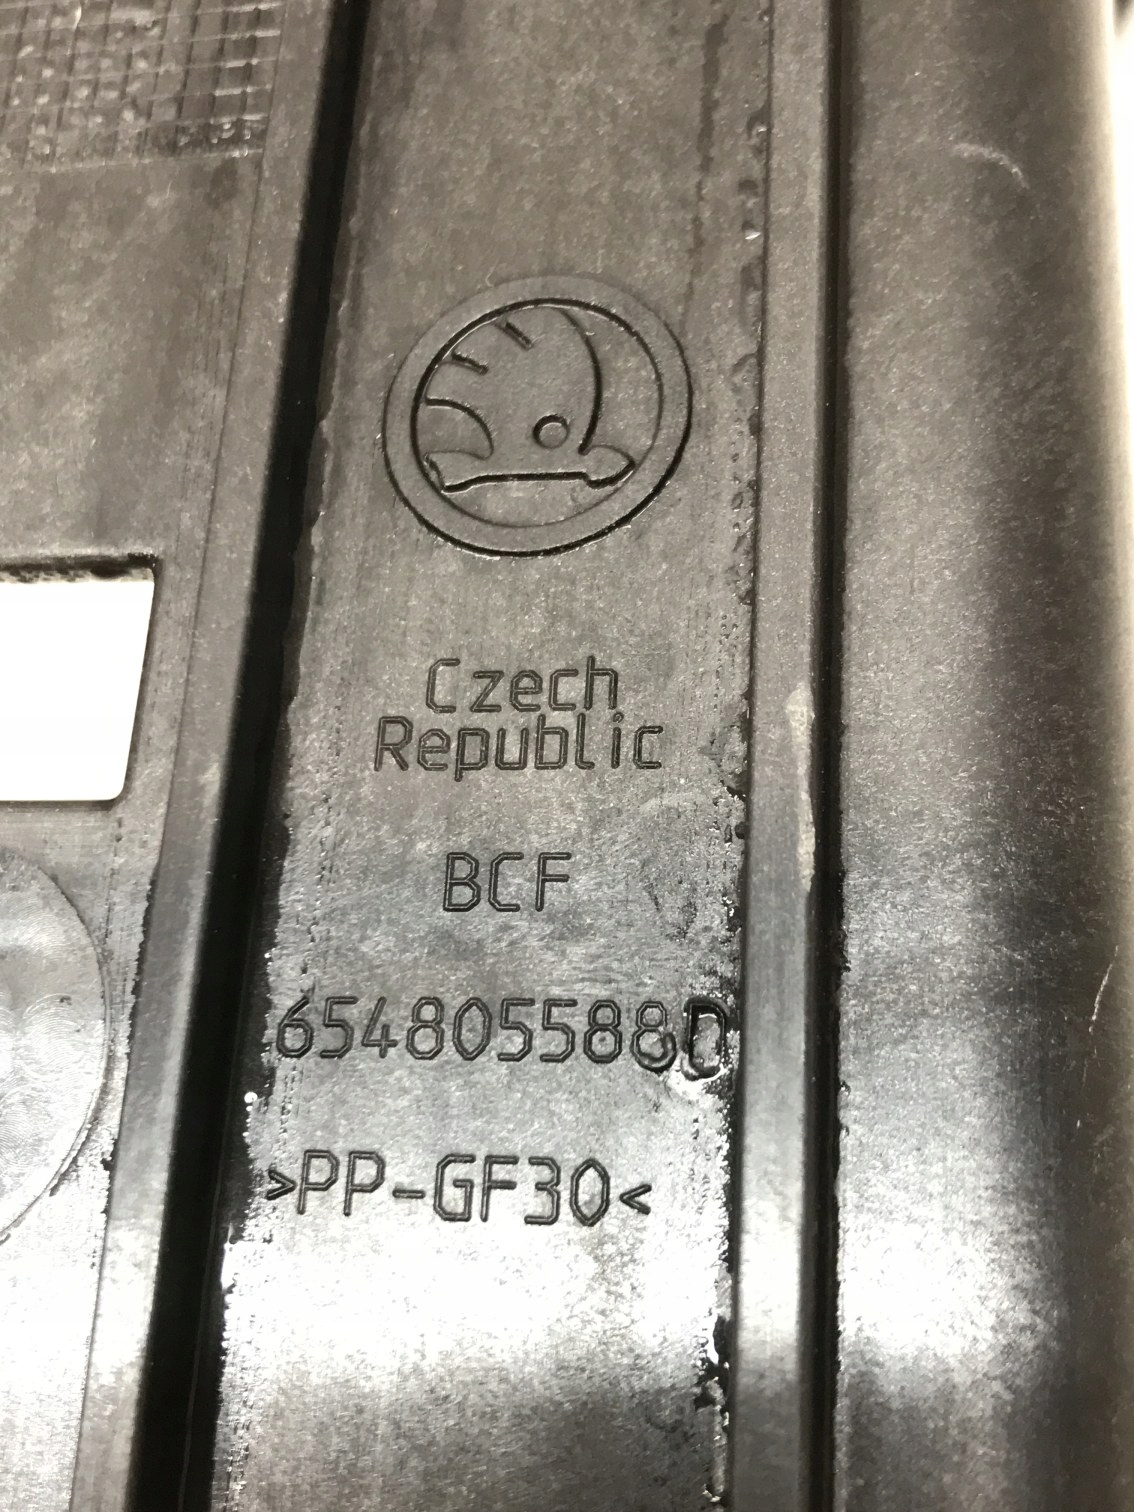 Czech
Republic
BCF
654805588D
>PP-GF30<